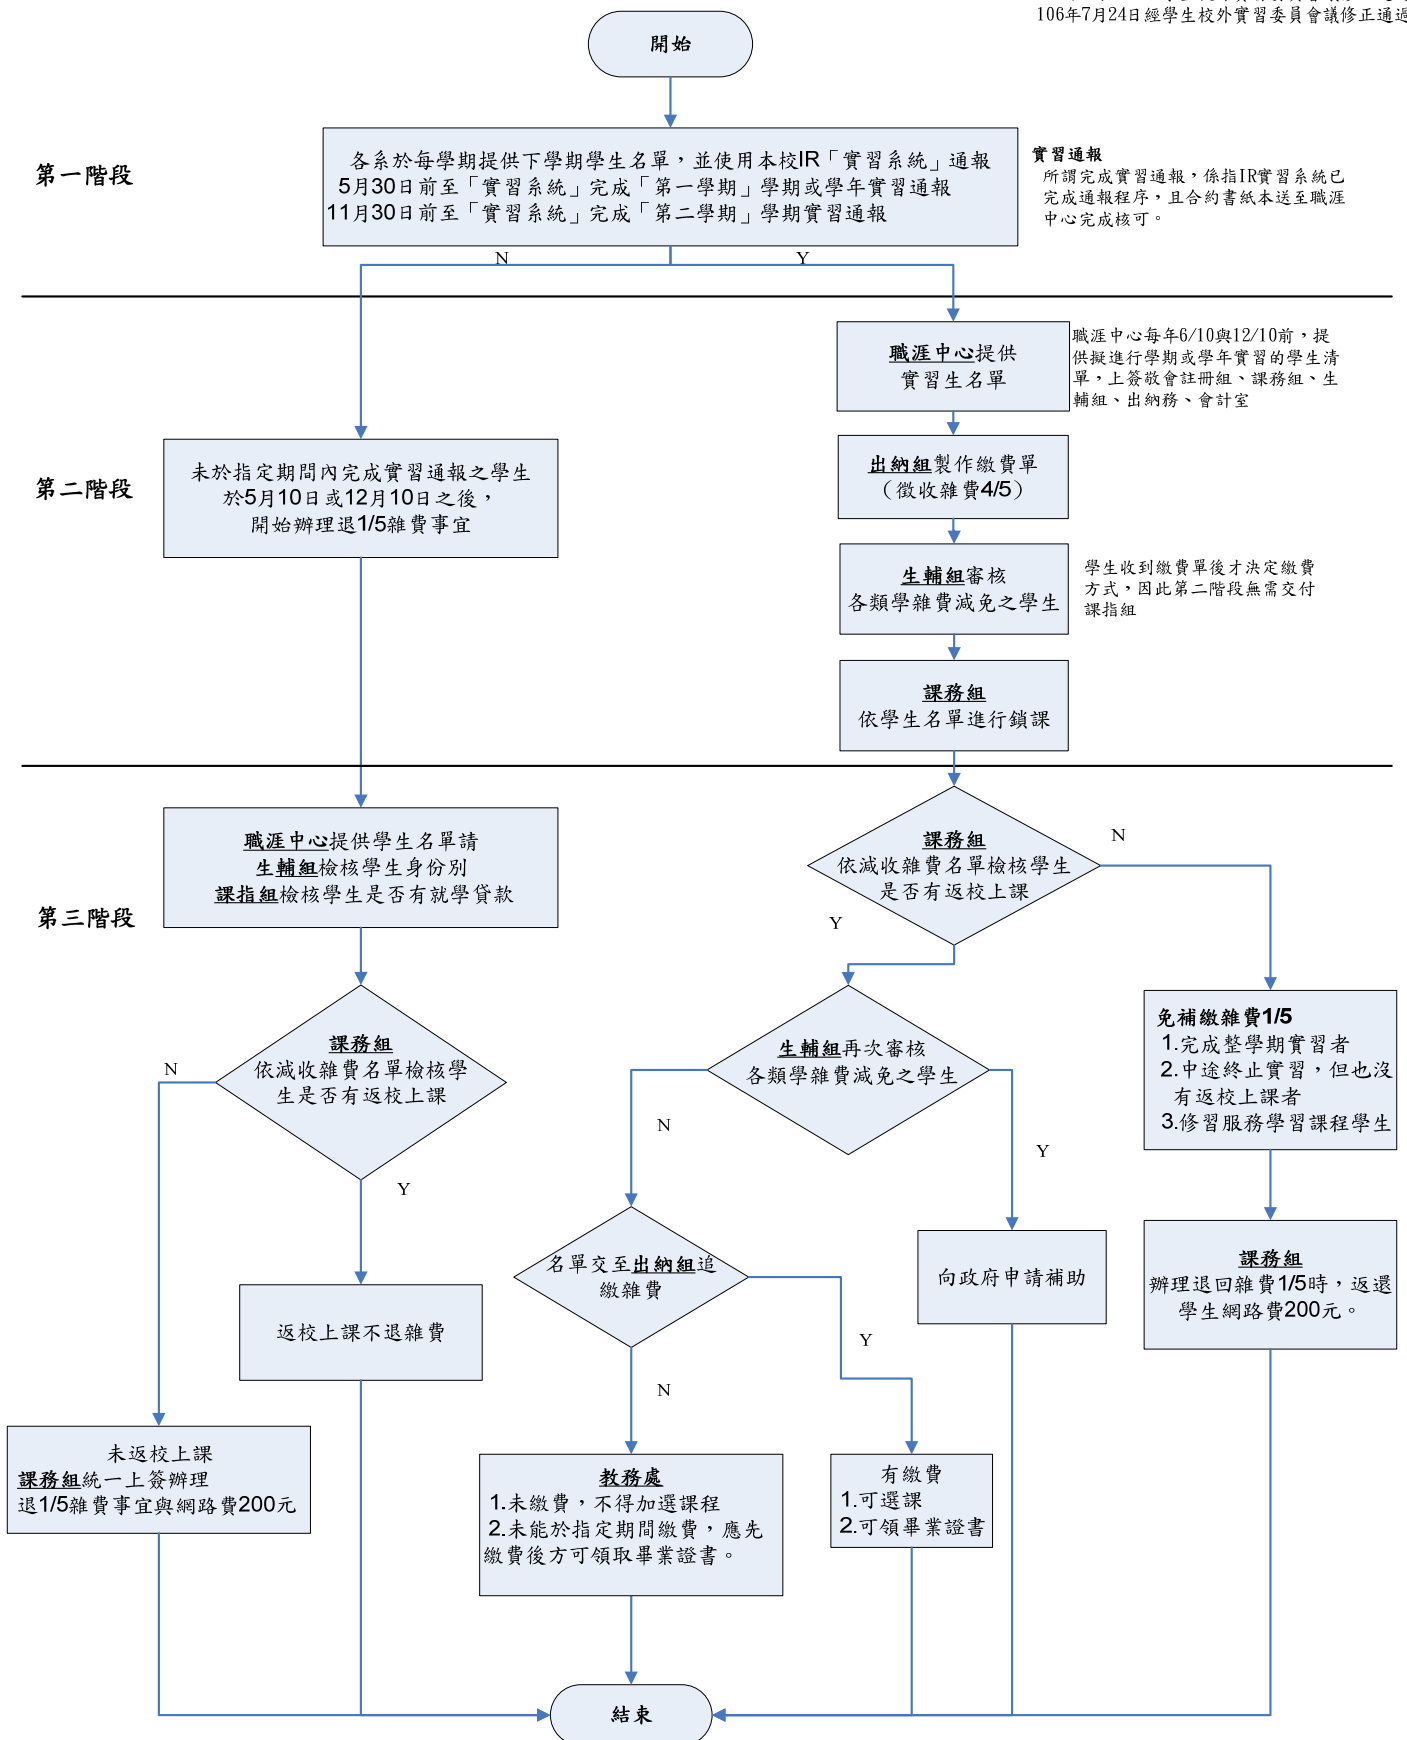 106年7月24日經學生校外實習委員會議修正通過
開始
第一階段
各系於每學期提供下學期學生名單,並使用本校IR「實習系統」通報
5月30日前至「實習系統」完成「第一學期」學期或學年實習通報
11月30日前至「實習系統」完成「第二學期」學期實習通報
實習通報
所謂完成實習通報,係指IR實習系統已
完成通報程序,且合約書紙本送至職涯
中心完成核可。
N
Y
第二階段
未於指定期間內完成實習通報之學生
於5月10日或12月10日之後,
開始辦理退1/5雜費事宜
職涯中心提供
實習生名單
職涯中心每年6/10與12/10前,提
供擬進行學期或學年實習的學生清
單,上簽敬會註冊組、課務組、生
輔組、出納務、會計室
出納組製作繳費單
(徵收雜費4/5)
生輔組審核
各類學雜費減免之學生
學生收到繳費單後才決定繳費
方式,因此第二階段無需交付
課指組
課務組
依學生名單進行鎖課
第三階段
職涯中心提供學生名單請
生輔組檢核學生身份別
課指組檢核學生是否有就學貸款
課務組
依減收雜費名單檢核學生
是否有返校上課
N
Y
課務組
依減收雜費名單檢核學
生是否有返校上課
N
Y
生輔組再次審核
各類學雜費減免之學生
N
Y
免補繳雜費1/5
1.完成整學期實習者
2.中途終止實習,但也沒
有返校上課者
3.修習服務學習課程學生
返校上課不退雜費
名單交至出納組追
繳雜費
Y
N
向政府申請補助
課務組
辦理退回雜費1/5時,返還
學生網路費200元。
未返校上課
課務組統一上簽辦理
退1/5雜費事宜與網路費200元
教務處
1.未繳費,不得加選課程
2.未能於指定期間繳費,應先
繳費後方可領取畢業證書。
有繳費
1.可選課
2.可領畢業證書
結束